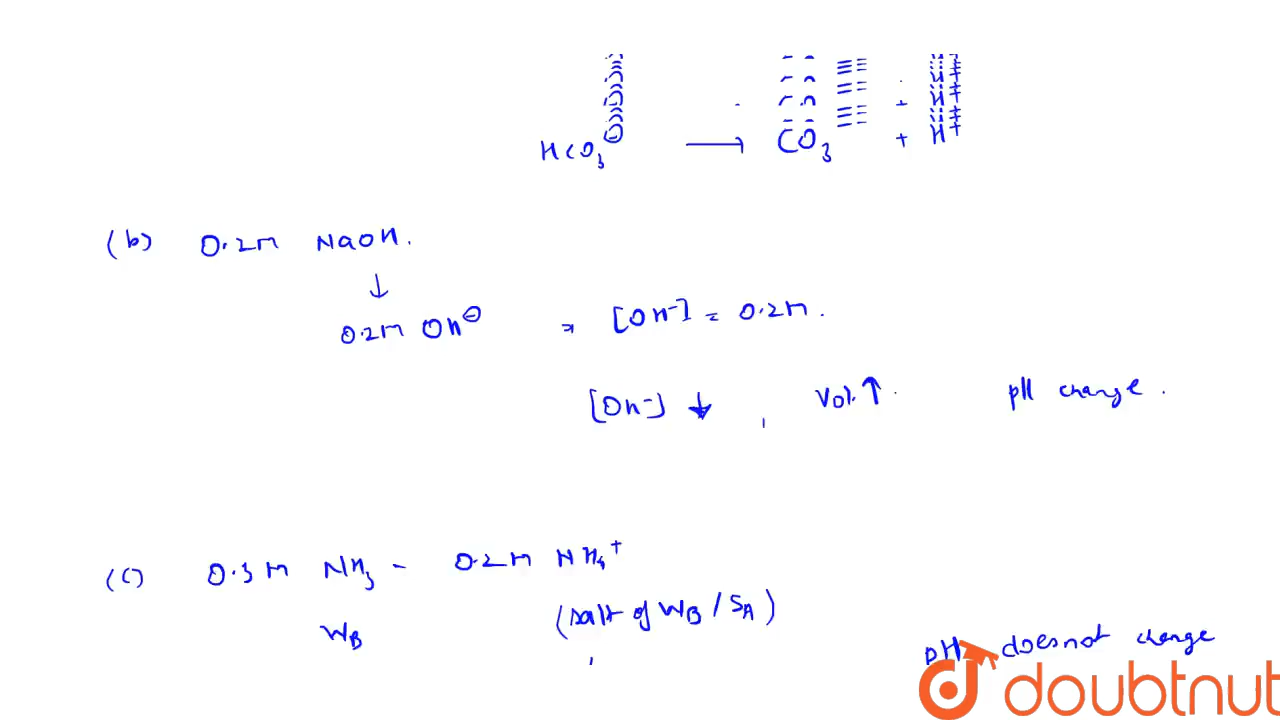 HCO₃⊖ ⟶ CO₃ + H⁺
(b) 0.2M NaOH.
↓
0.2M OH⊖ = [OH⁻] = 0.2M.
[OH⁻] ↓, Vol.↑. pH change.
(c) 0.3M NH₃ - 0.2M NH₄⁺
WB (salt of WB/SA)
pH does not change
doubtnut